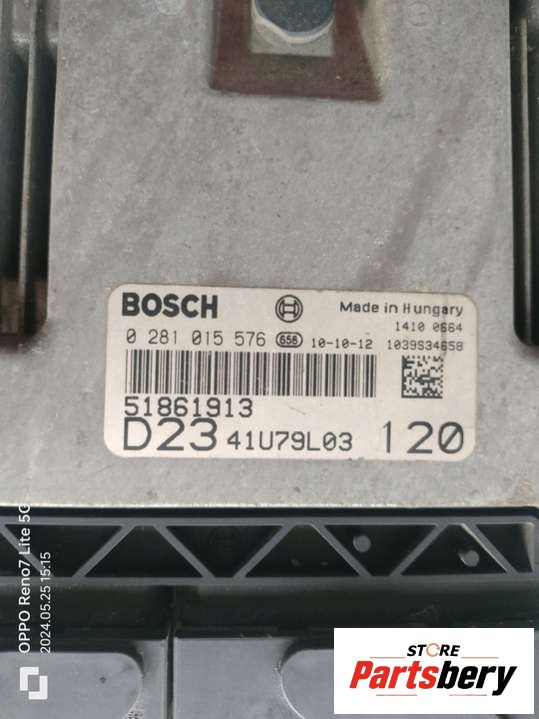 BOSCH Made in Hungary
1410 0664
0 281 015 576 658 10-10-12 1039S34658
51861913
D23 41U79L03 120
OPPO Reno7 Lite 5G
2024.05.25 15:15
STORE
Partsbery